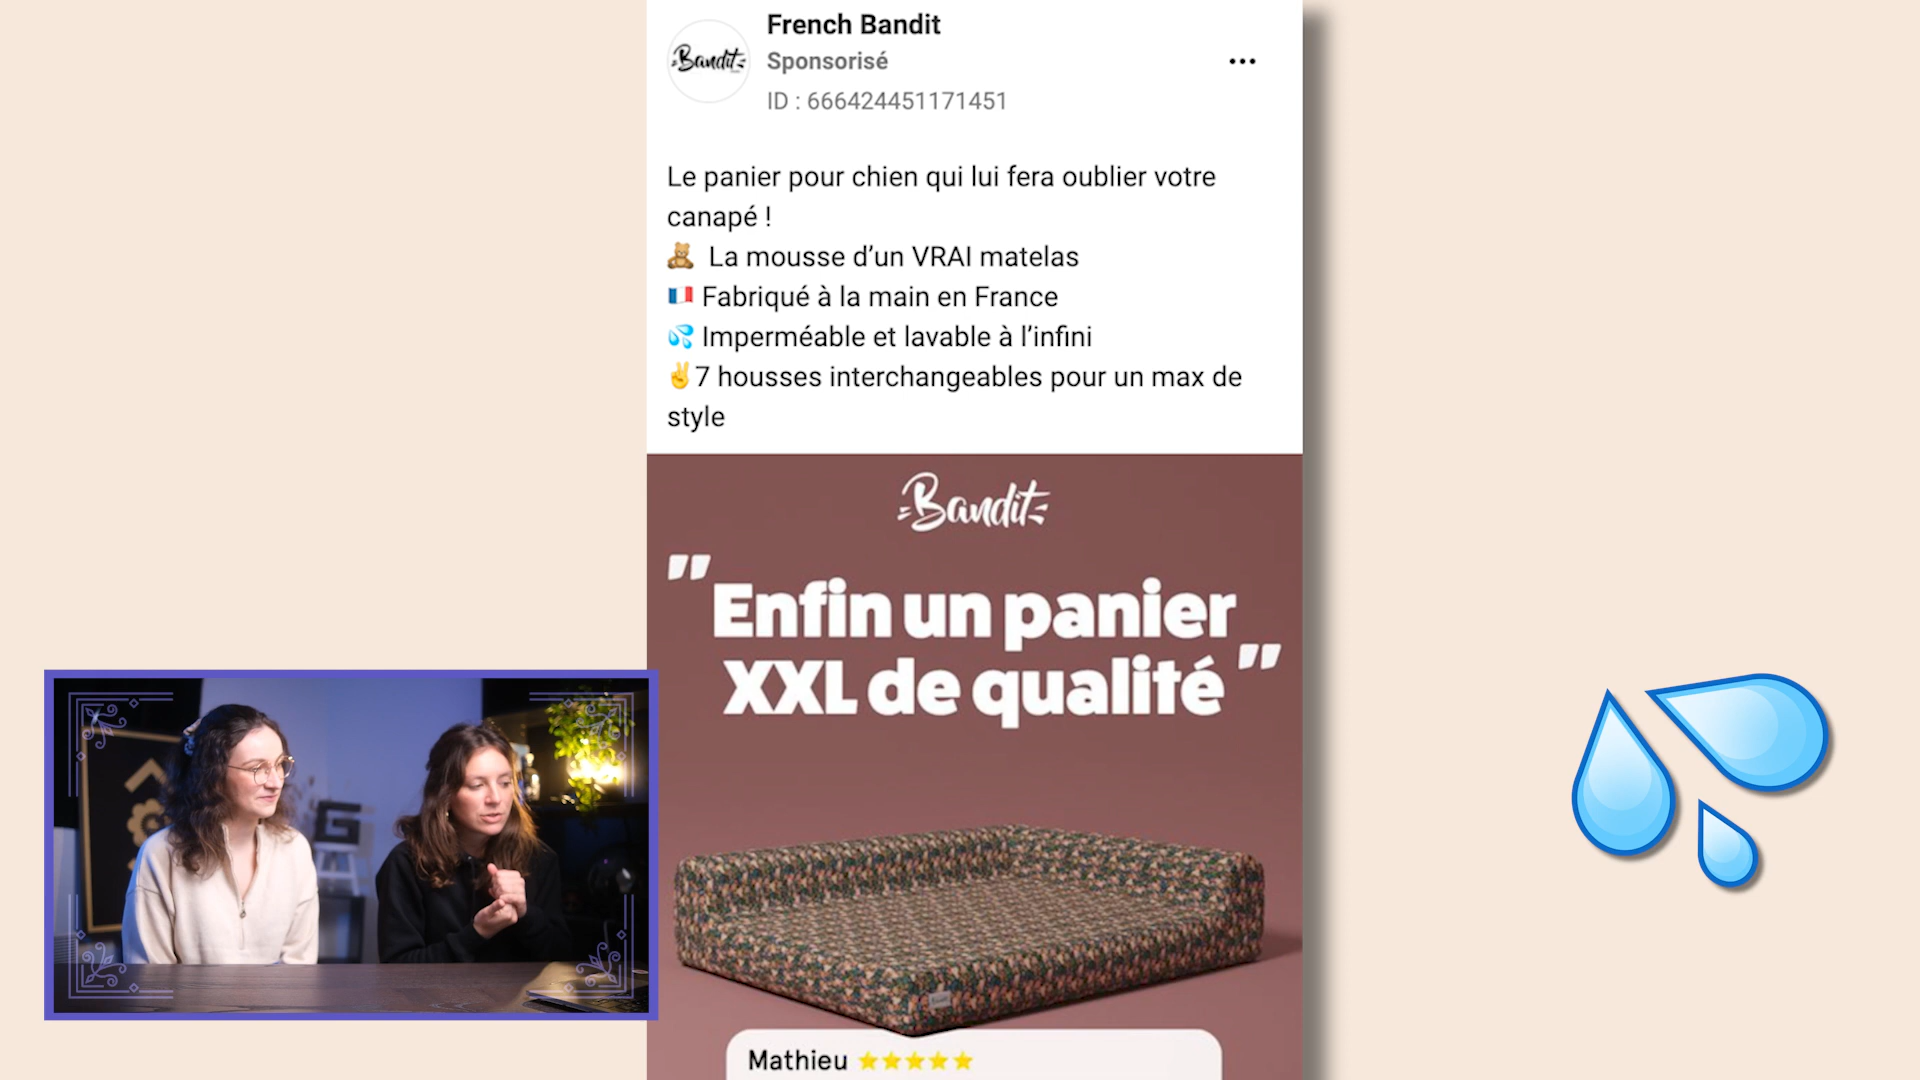 Bandit
French Bandit
Sponsorisé
ID : 666424451171451
Le panier pour chien qui lui fera oublier votre
canapé !
🧸 La mousse d’un VRAI matelas
🇫🇷 Fabriqué à la main en France
💦 Imperméable et lavable à l’infini
✌️7 housses interchangeables pour un max de
style
Bandit
"Enfin un panier
XXL de qualité"
Mathieu ⭐⭐⭐⭐⭐